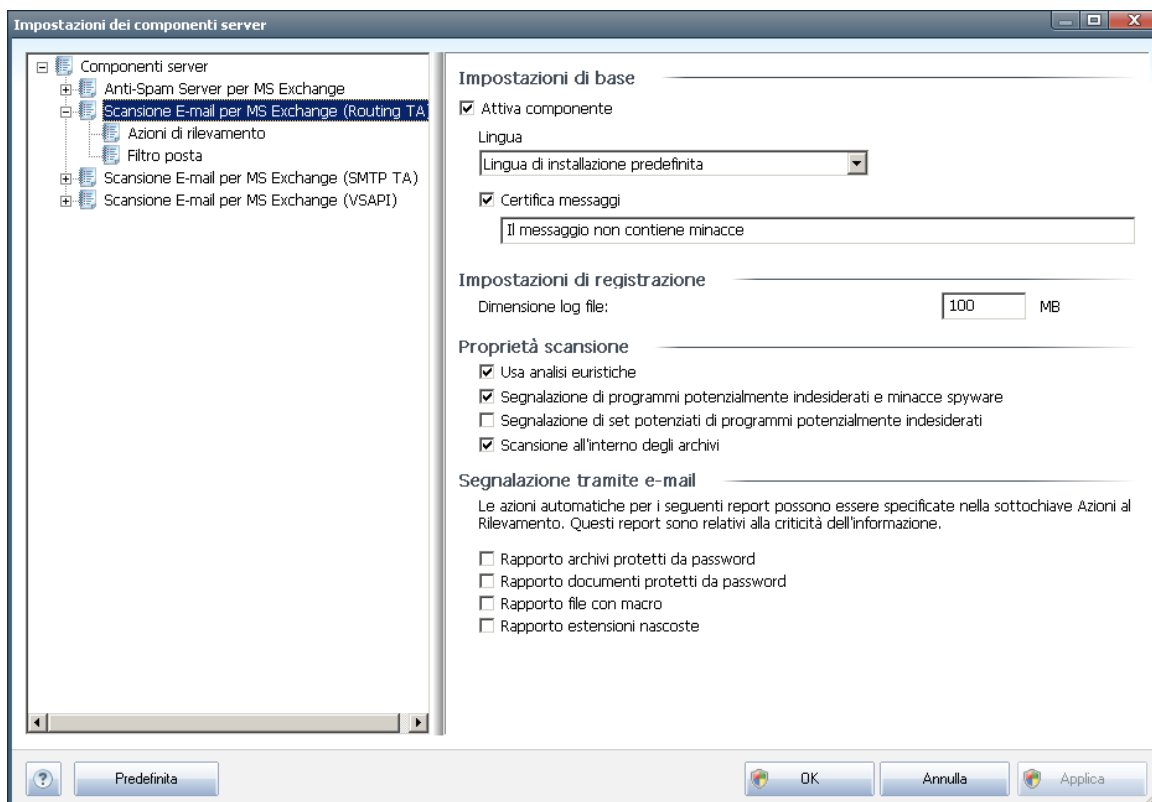 Impostazioni dei componenti server
Componenti server
Anti-Spam Server per MS Exchange
Scansione E-mail per MS Exchange (Routing TA)
Azioni di rilevamento
Filtro posta
Scansione E-mail per MS Exchange (SMTP TA)
Scansione E-mail per MS Exchange (VSAPI)
Impostazioni di base
Attiva componente
Lingua
Lingua di installazione predefinita
Certifica messaggi
Il messaggio non contiene minacce
Impostazioni di registrazione
Dimensione log file: 100 MB
Proprietà scansione
Usa analisi euristiche
Segnalazione di programmi potenzialmente indesiderati e minacce spyware
Segnalazione di set potenziati di programmi potenzialmente indesiderati
Scansione all'interno degli archivi
Segnalazione tramite e-mail
Le azioni automatiche per i seguenti report possono essere specificate nella sottochiave Azioni al
Rilevamento. Questi report sono relativi alla criticità dell'informazione.
Rapporto archivi protetti da password
Rapporto documenti protetti da password
Rapporto file con macro
Rapporto estensioni nascoste
? Predefinita OK Annulla Applica